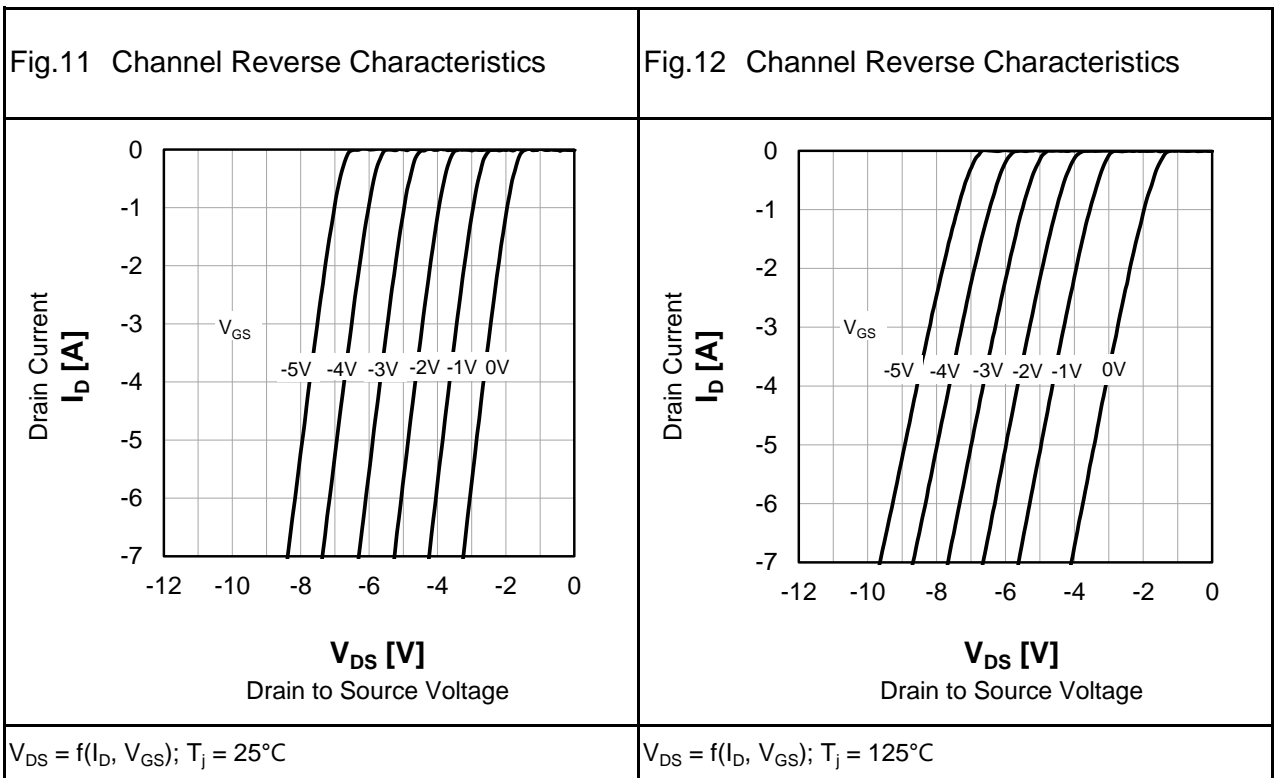 Fig.11 Channel Reverse Characteristics
0
-1
-2
-3
-4
-5
-6
-7
Drain Current
I_D [A]
V_GS
-5V -4V -3V -2V -1V 0V
-12 -10 -8 -6 -4 -2 0
V_DS [V]
Drain to Source Voltage
V_DS = f(I_D, V_GS); T_j = 25°C
Fig.12 Channel Reverse Characteristics
0
-1
-2
-3
-4
-5
-6
-7
Drain Current
I_D [A]
V_GS
-5V -4V -3V -2V -1V 0V
-12 -10 -8 -6 -4 -2 0
V_DS [V]
Drain to Source Voltage
V_DS = f(I_D, V_GS); T_j = 125°C